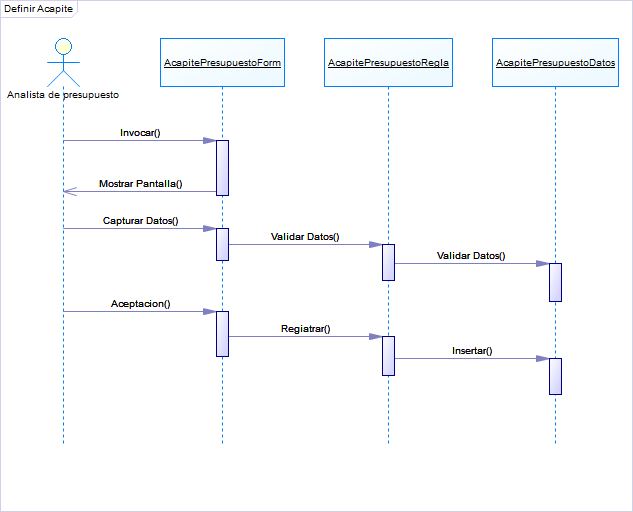 Definir Acapite
AcapitePresupuestoForm
AcapitePresupuestoRegla
AcapitePresupuestoDatos
Analista de presupuesto
Invocar()
Mostrar Pantalla()
Capturar Datos()
Validar Datos()
Validar Datos()
Aceptacion()
Regiatrar()
Insertar()